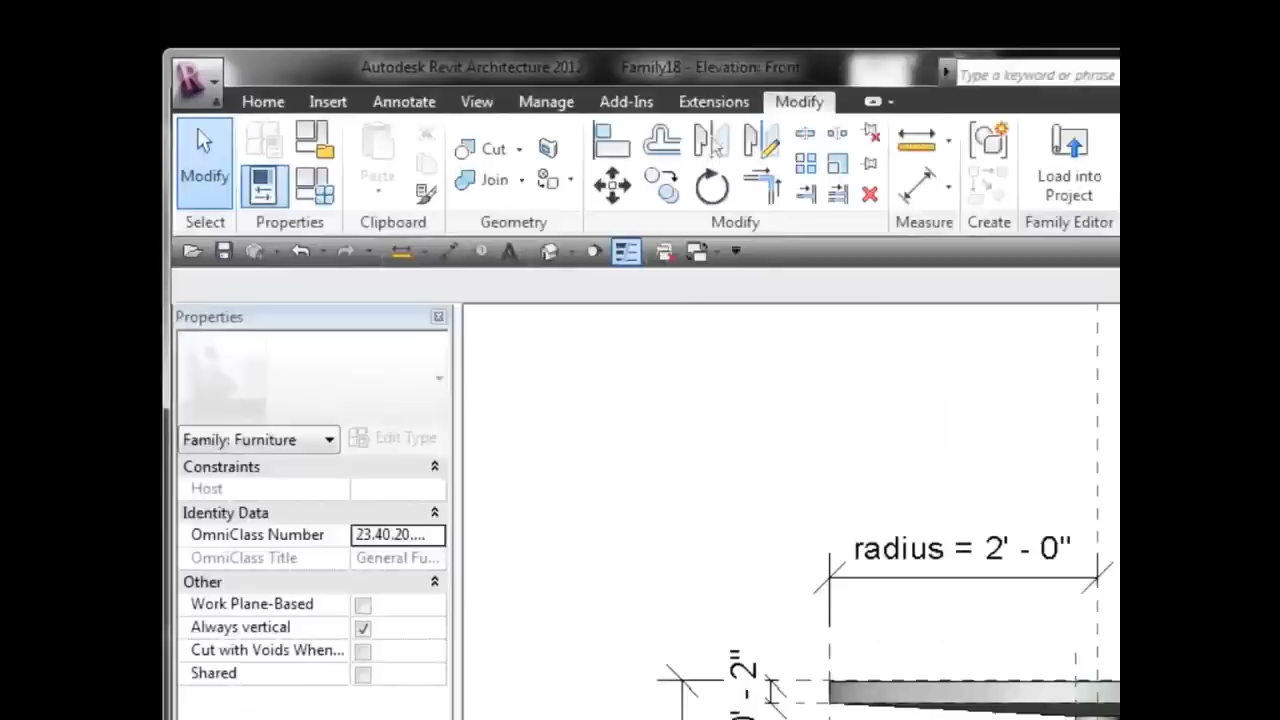 Autodesk Revit Architecture 2012 Family18 - Elevation: Front
Type a keyword or phrase
Home Insert Annotate View Manage Add-Ins Extensions Modify
Cut
Modify Paste Join Load into
Project
Select Properties Clipboard Geometry Modify Measure Create Family Editor
Properties
Family: Furniture Edit Type
Constraints
Host
Identity Data
OmniClass Number 23.40.20....
OmniClass Title General Fu...
Other
Work Plane-Based
Always vertical
Cut with Voids When...
Shared
radius = 2' - 0"
0' - 2"